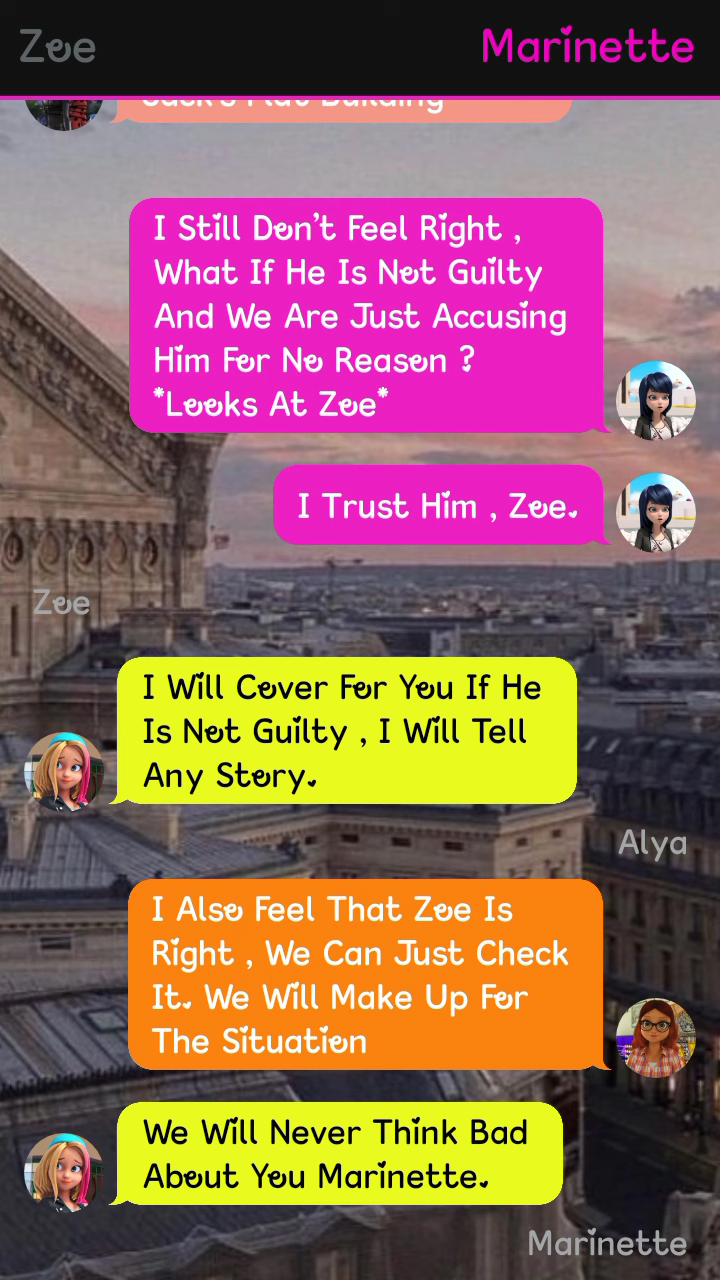 Zoe
Marinette
Jack's Flat Building
I Still Don't Feel Right ,
What If He Is Not Guilty
And We Are Just Accusing
Him For No Reason ?
*Looks At Zoe*
I Trust Him , Zoe.
Zoe
I Will Cover For You If He
Is Not Guilty , I Will Tell
Any Story.
Alya
I Also Feel That Zoe Is
Right , We Can Just Check
It. We Will Make Up For
The Situation
We Will Never Think Bad
About You Marinette.
Marinette